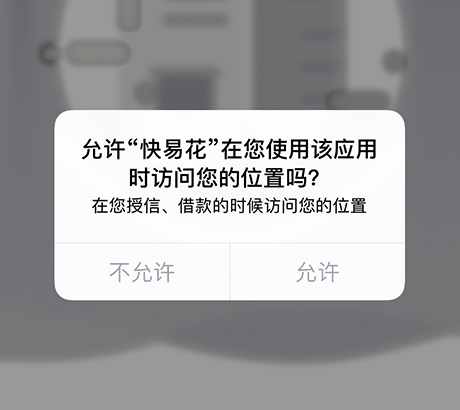 允许“快易花”在您使用该应用
时访问您的位置吗？
在您授信、借款的时候访问您的位置
不允许
允许